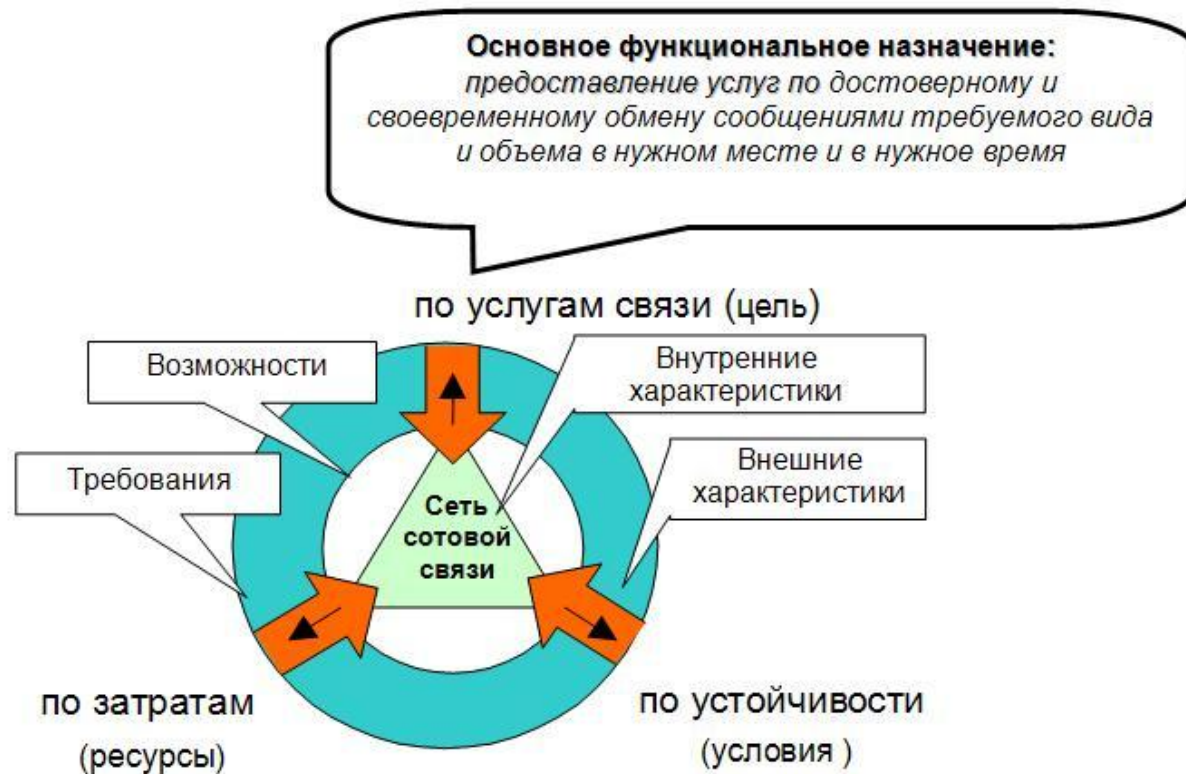 Основное функциональное назначение:
предоставление услуг по достоверному и
своевременному обмену сообщениями требуемого вида
и объема в нужном месте и в нужное время
по услугам связи (цель)
Возможности
Внутренние
характеристики
Требования
Внешние
характеристики
Сеть
сотовой
связи
по затратам
(ресурсы)
по устойчивости
(условия )